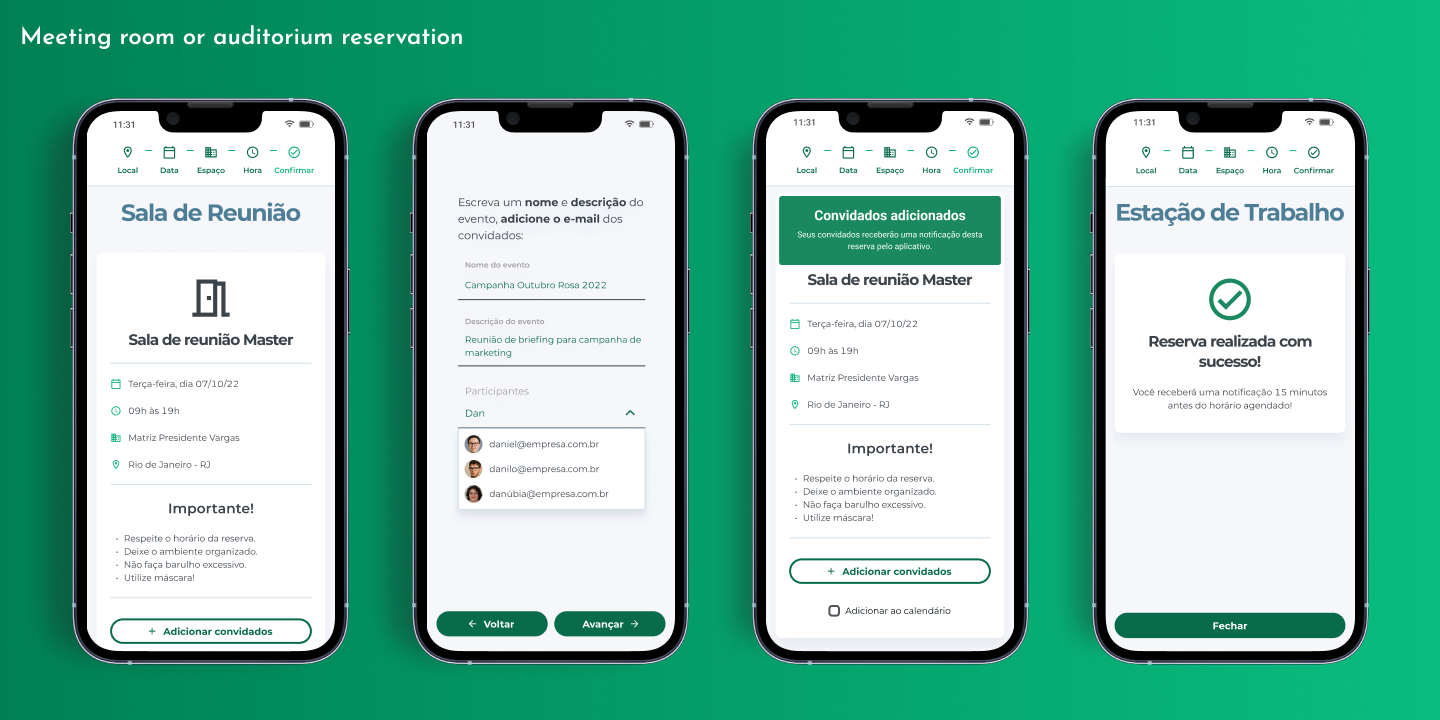 Meeting room or auditorium reservation
11:31
Local
Data
Espaço
Hora
Confirmar
Sala de Reunião
Sala de reunião Master
Terça-feira, dia 07/10/22
09h às 19h
Matriz Presidente Vargas
Rio de Janeiro - RJ
Importante!
• Respeite o horário da reserva.
• Deixe o ambiente organizado.
• Não faça barulho excessivo.
• Utilize máscara!
+ Adicionar convidados
11:31
Escreva um nome e descrição do
evento, adicione o e-mail dos
convidados:
Nome do evento
Campanha Outubro Rosa 2022
Descrição do evento
Reunião de briefing para campanha de
marketing
Participantes
Dan
daniel@empresa.com.br
danilo@empresa.com.br
danúbia@empresa.com.br
← Voltar
Avançar →
11:31
Local
Data
Espaço
Hora
Confirmar
Convidados adicionados
Seus convidados receberão uma notificação desta
reserva pelo aplicativo.
Sala de reunião Master
Terça-feira, dia 07/10/22
09h às 19h
Matriz Presidente Vargas
Rio de Janeiro - RJ
Importante!
• Respeite o horário da reserva.
• Deixe o ambiente organizado.
• Não faça barulho excessivo.
• Utilize máscara!
+ Adicionar convidados
Adicionar ao calendário
11:31
Local
Data
Espaço
Hora
Confirmar
Estação de Trabalho
Reserva realizada com
sucesso!
Você receberá uma notificação 15 minutos
antes do horário agendado!
Fechar